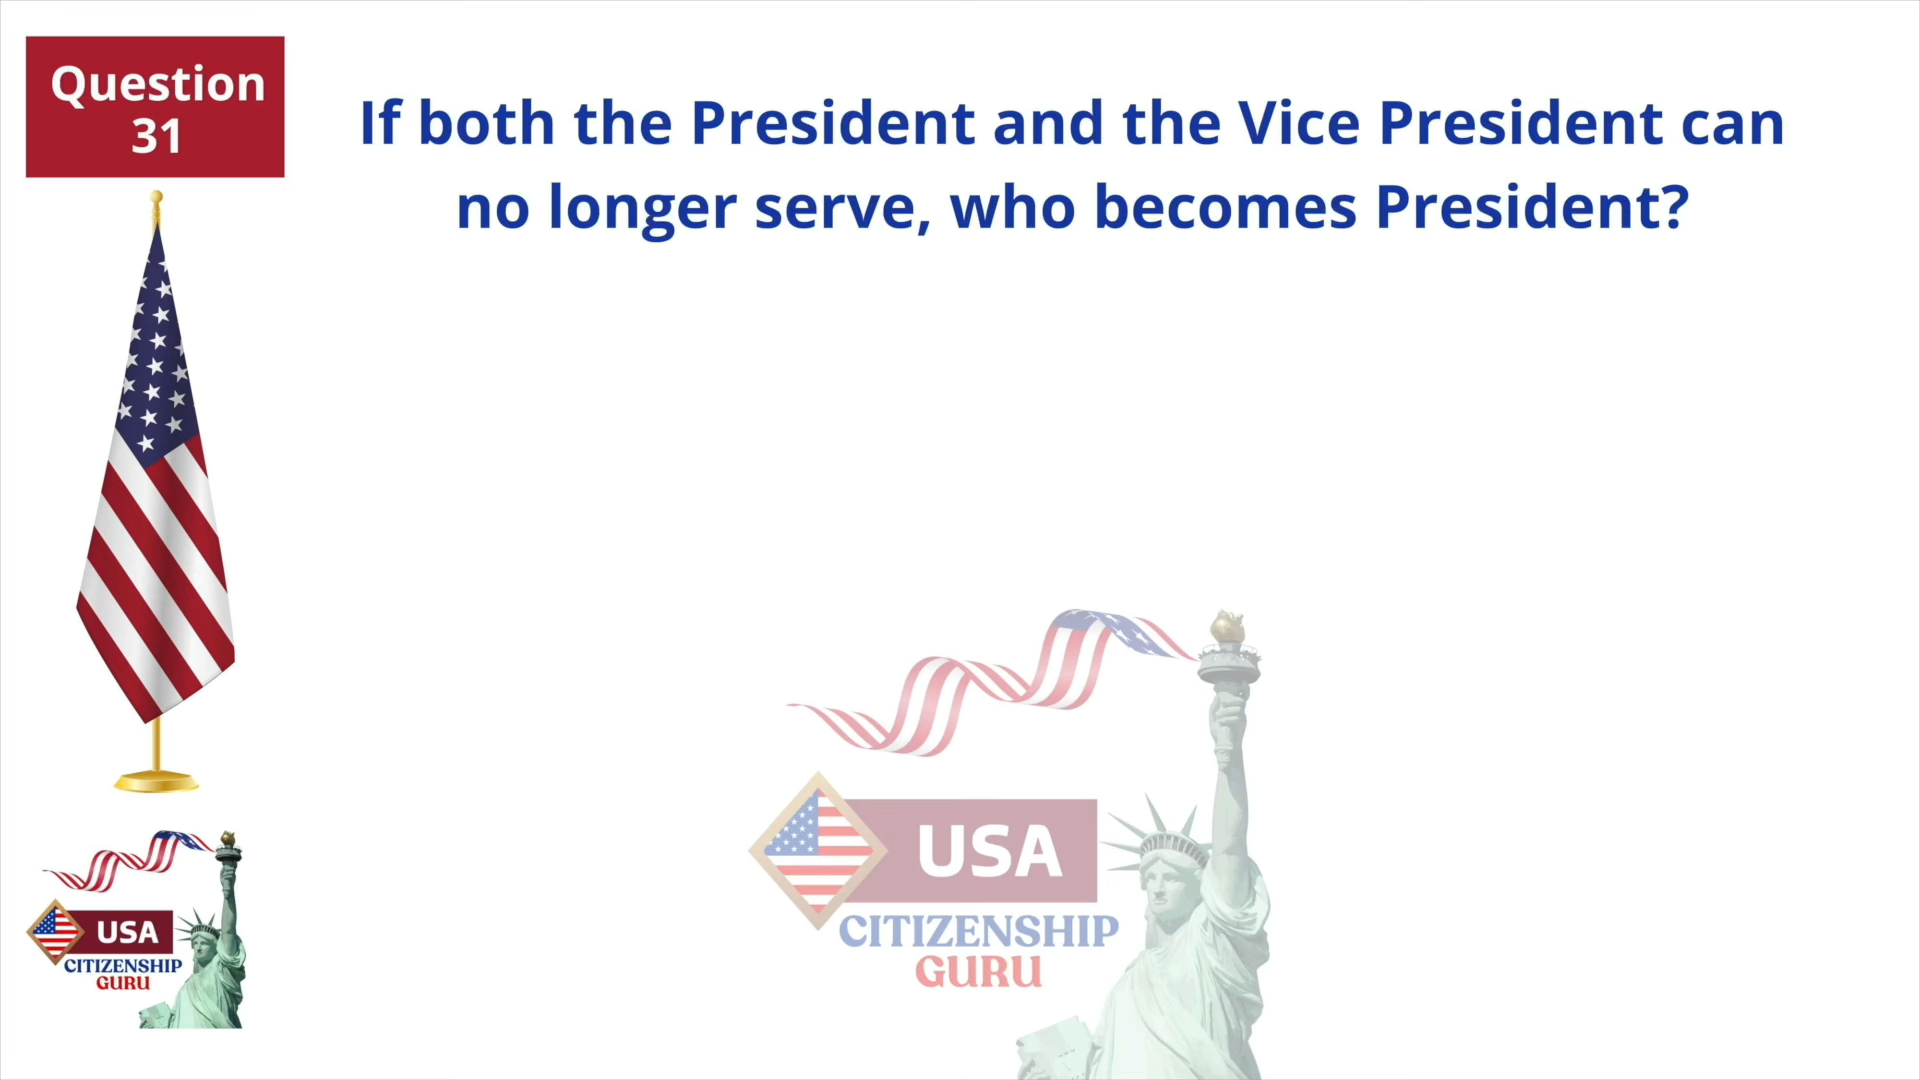 Question
31
If both the President and the Vice President can
no longer serve, who becomes President?
USA
CITIZENSHIP
GURU
USA
CITIZENSHIP
GURU